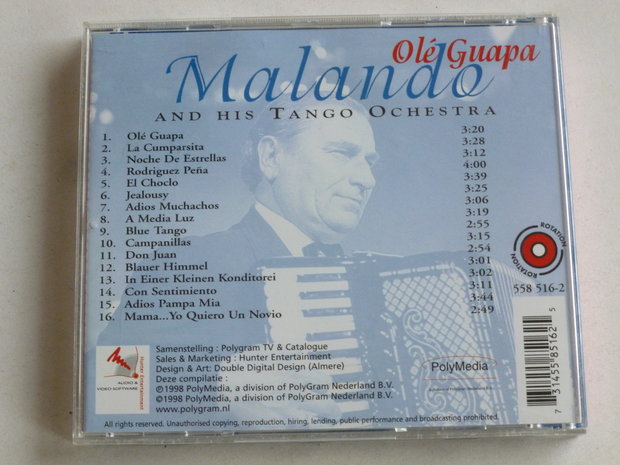 Olé Guapa
Malando
AND HIS TANGO OCHESTRA
1. Olé Guapa 3:20
2. La Cumparsita 3:28
3. Noche De Estrellas 3:12
4. Rodriguez Peña 4:00
5. El Choclo 3:39
6. Jealousy 3:25
7. Adios Muchachos 3:06
8. A Media Luz 3:19
9. Blue Tango 2:55
10. Campanillas 3:15
11. Don Juan 2:54
12. Blauer Himmel 3:01
13. In Einer Kleinen Konditorei 3:02
14. Con Sentimiento 3:11
15. Adios Pampa Mia 3:44
16. Mama...Yo Quiero Un Novio 2:49
ROTATION
ROTATION
558 516-2
Hunter Entertainment
AUDIO &
VIDEO SOFTWARE
Samenstelling : Polygram TV & Catalogue
Sales & Marketing : Hunter Entertainment
Design & Art: Double Digital Design (Almere)
Deze compilatie :
℗1998 PolyMedia, a division of PolyGram Nederland B.V.
©1998 PolyMedia, a division of PolyGram Nederland B.V.
www.polygram.nl
PolyMedia
7 31455 85162 5
All rights reserved. Unauthorised copying, reproduction, hiring, lending, public performance and broadcasting prohibited.